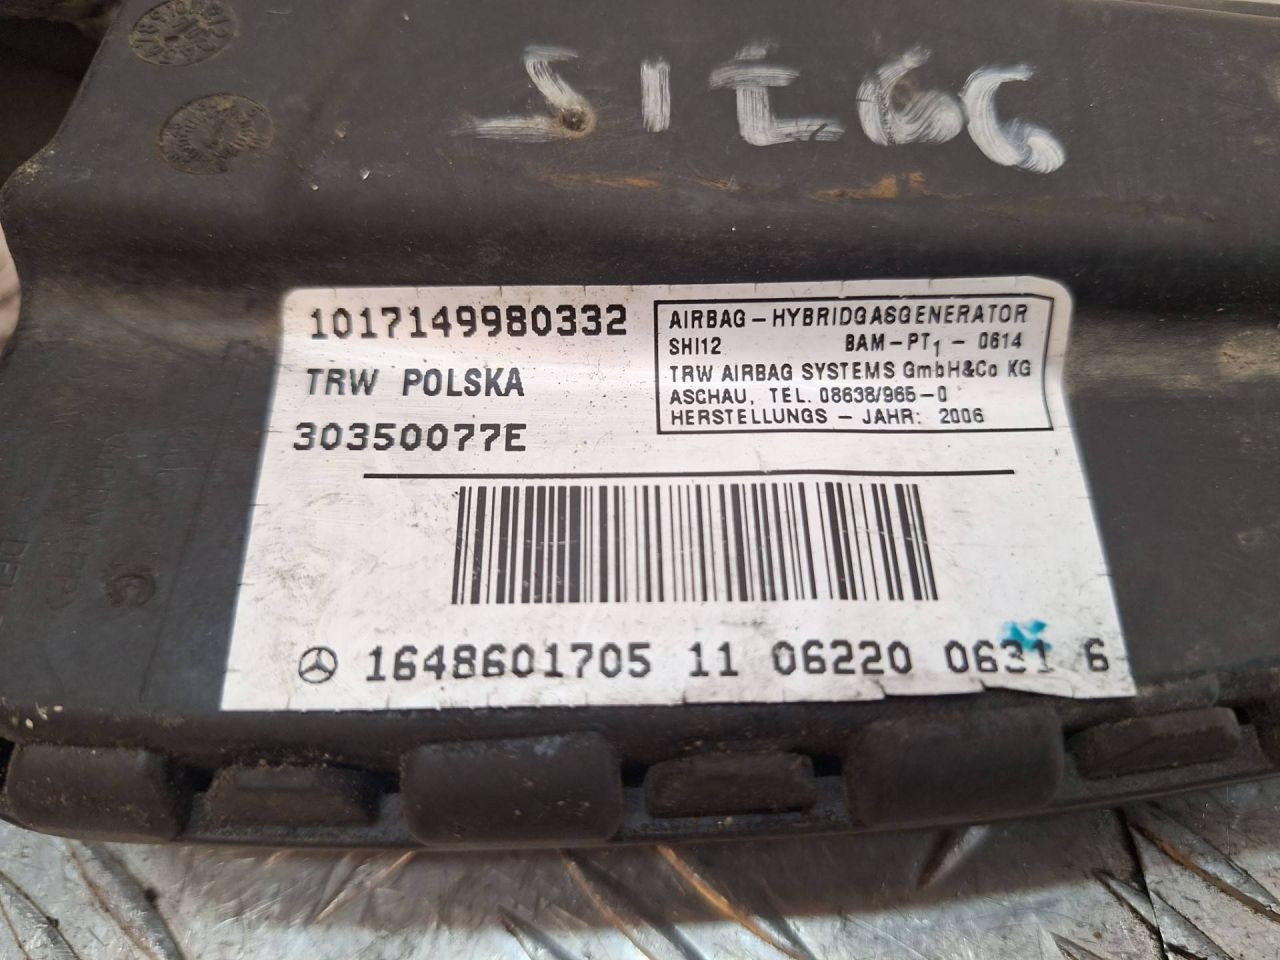 SIEGC
1017149980332
TRW POLSKA
30350077E
AIRBAG – HYBRIDGASGENERATOR
SHI12 BAM–PT1 – 0614
TRW AIRBAG SYSTEMS GmbH&Co KG
ASCHAU, TEL. 08638/965–0
HERSTELLUNGS – JAHR: 2006
1648601705 11 06220 0631 6